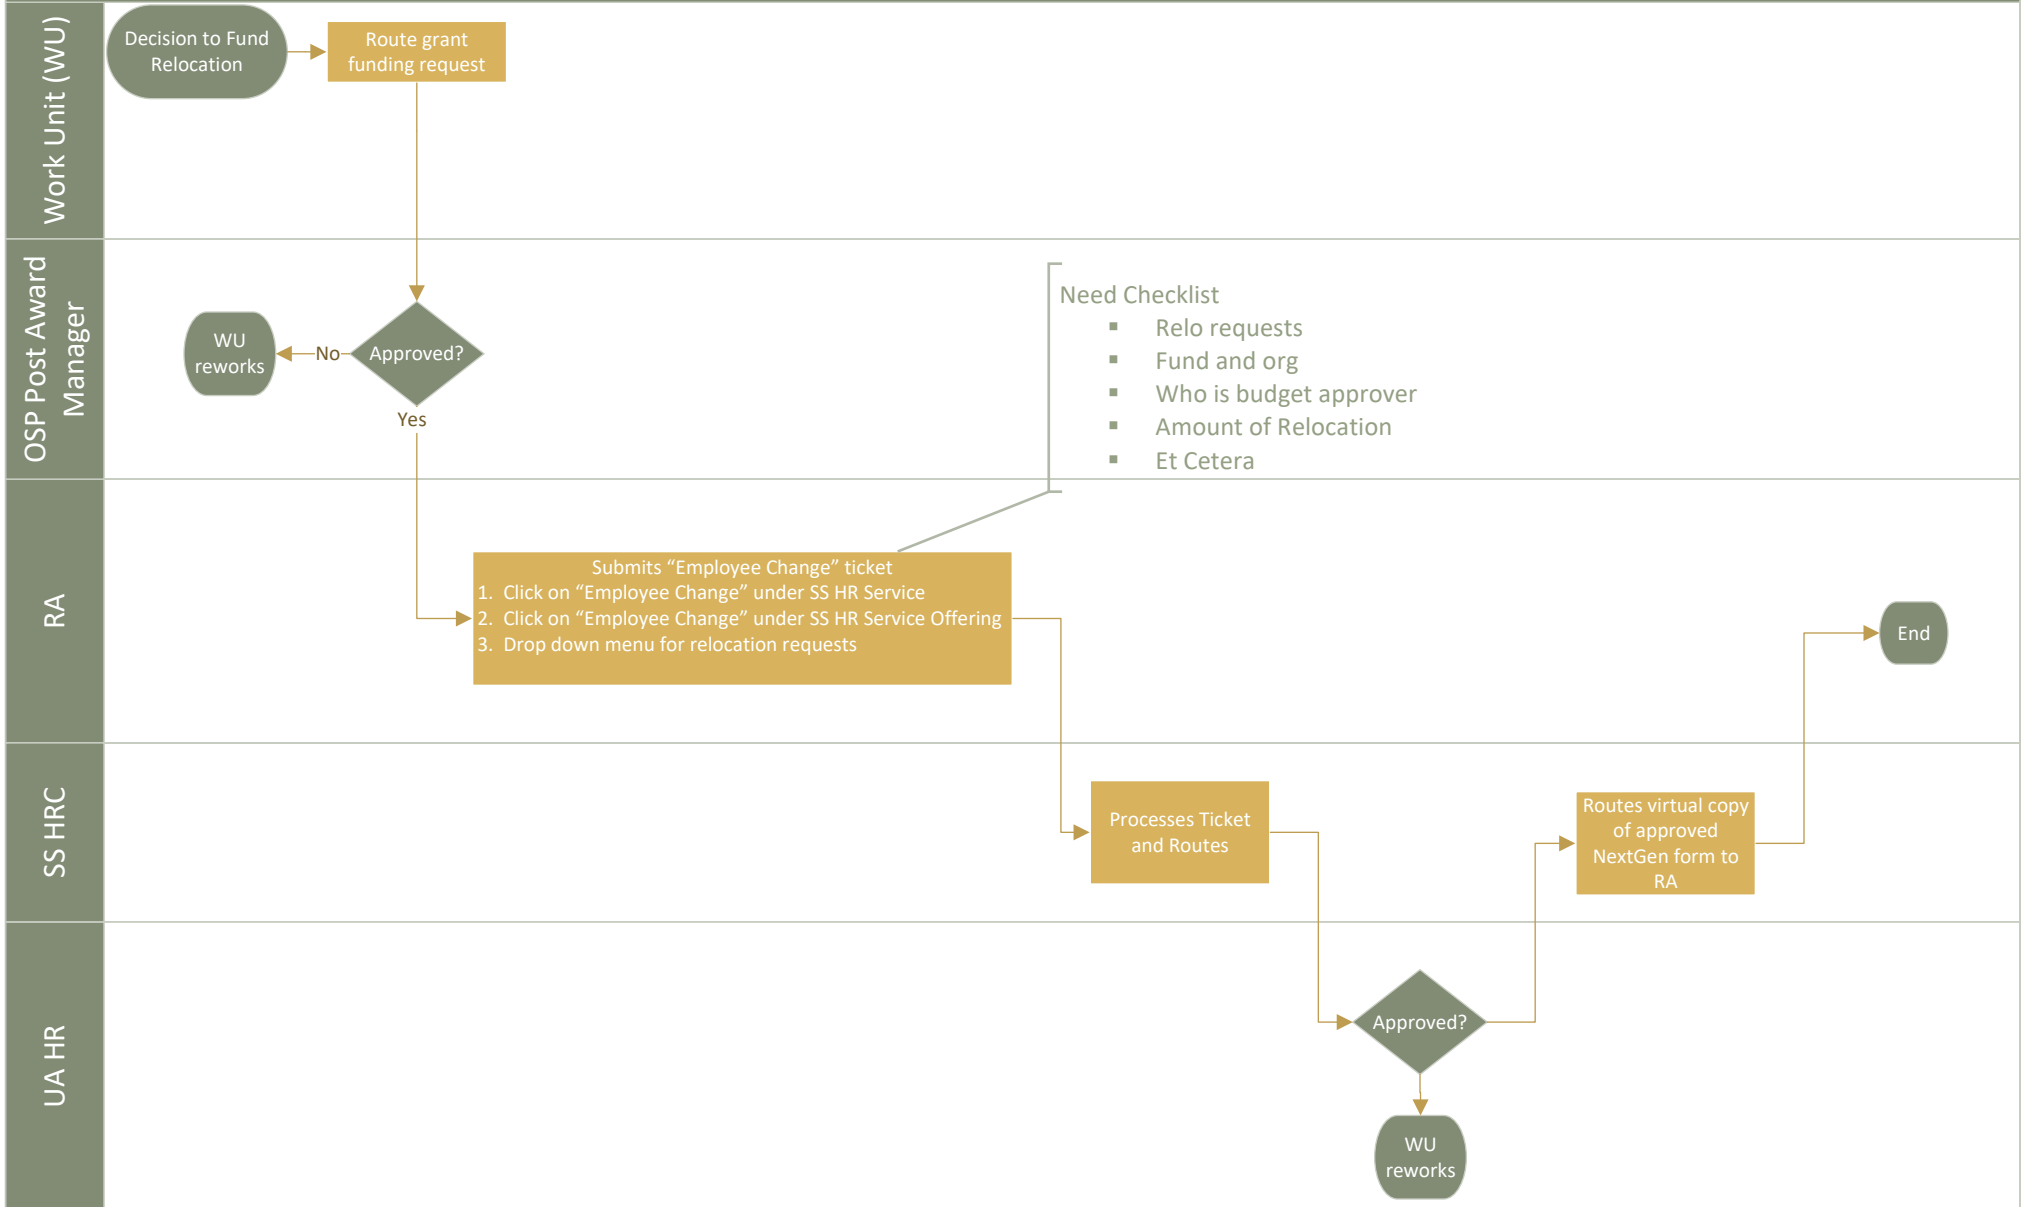 Work Unit (WU)
Decision to Fund
Relocation
Route grant
funding request
OSP Post Award
Manager
WU
reworks
No
Approved?
Yes
Need Checklist
▪ Relo requests
▪ Fund and org
▪ Who is budget approver
▪ Amount of Relocation
▪ Et Cetera
RA
Submits “Employee Change” ticket
1. Click on “Employee Change” under SS HR Service
2. Click on “Employee Change” under SS HR Service Offering
3. Drop down menu for relocation requests
End
SS HRC
Processes Ticket
and Routes
Routes virtual copy
of approved
NextGen form to
RA
UA HR
Approved?
WU
reworks